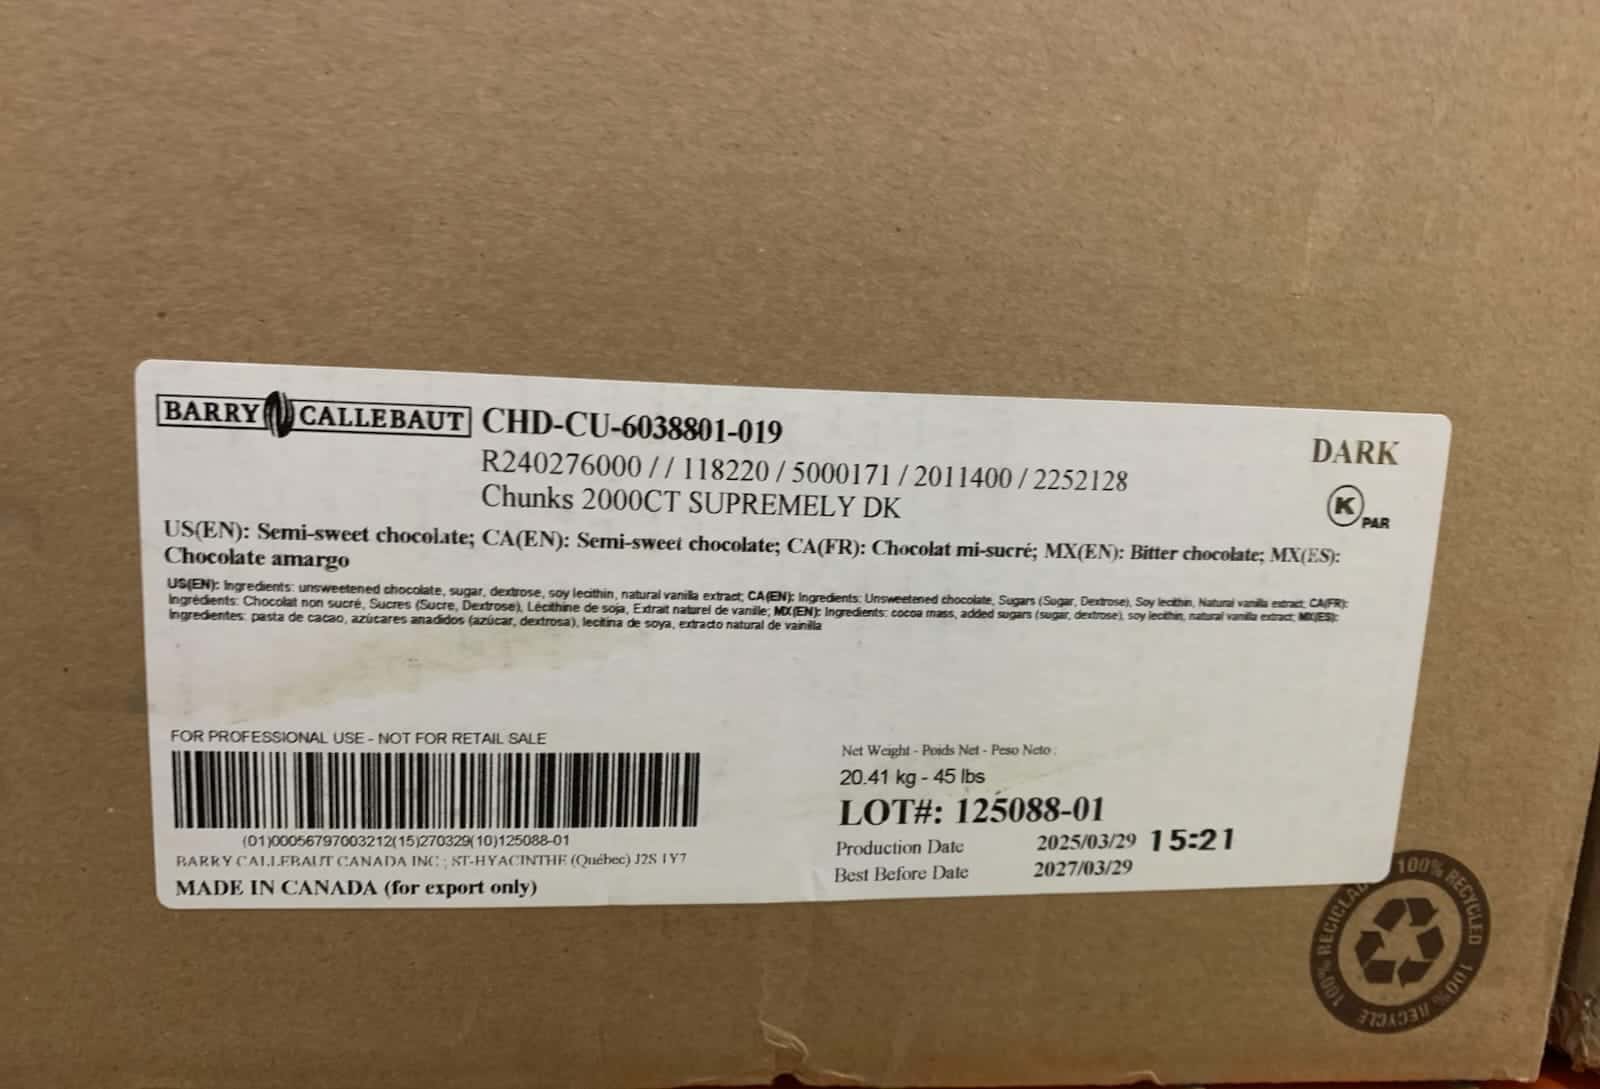 BARRY CALLEBAUT CHD-CU-6038801-019
DARK
R240276000 / / 118220 / 5000171 / 2011400 / 2252128
Chunks 2000CT SUPREMELY DK
K PAR
US(EN): Semi-sweet chocolate; CA(EN): Semi-sweet chocolate; CA(FR): Chocolat mi-sucré; MX(EN): Bitter chocolate; MX(ES):
Chocolate amargo
US(EN): Ingredients: unsweetened chocolate, sugar, dextrose, soy lecithin, natural vanilla extract; CA(EN): Ingredients: Unsweetened chocolate, Sugars (Sugar, Dextrose), Soy lecithin, Natural vanilla extract; CA(FR):
Ingrédients: Chocolat non sucré, Sucres (Sucre, Dextrose), Lécithine de soja, Extrait naturel de vanille; MX(EN): Ingredients: cocoa mass, added sugars (sugar, dextrose), soy lecithin, natural vanilla extract; MX(ES):
Ingredientes: pasta de cacao, azúcares anadidos (azúcar, dextrosa), lecitina de soya, extracto natural de vainilla
FOR PROFESSIONAL USE - NOT FOR RETAIL SALE
(01)00056797003212(15)270329(10)125088-01
BARRY CALLEBAUT CANADA INC ; ST-HYACINTHE (Québec) J2S 1Y7
MADE IN CANADA (for export only)
Net Weight - Poids Net - Peso Neto :
20.41 kg - 45 lbs
LOT#: 125088-01
Production Date 2025/03/29 15:21
Best Before Date 2027/03/29
100% RECYCLED 100% RECYCLÉ 100% RECICLAD